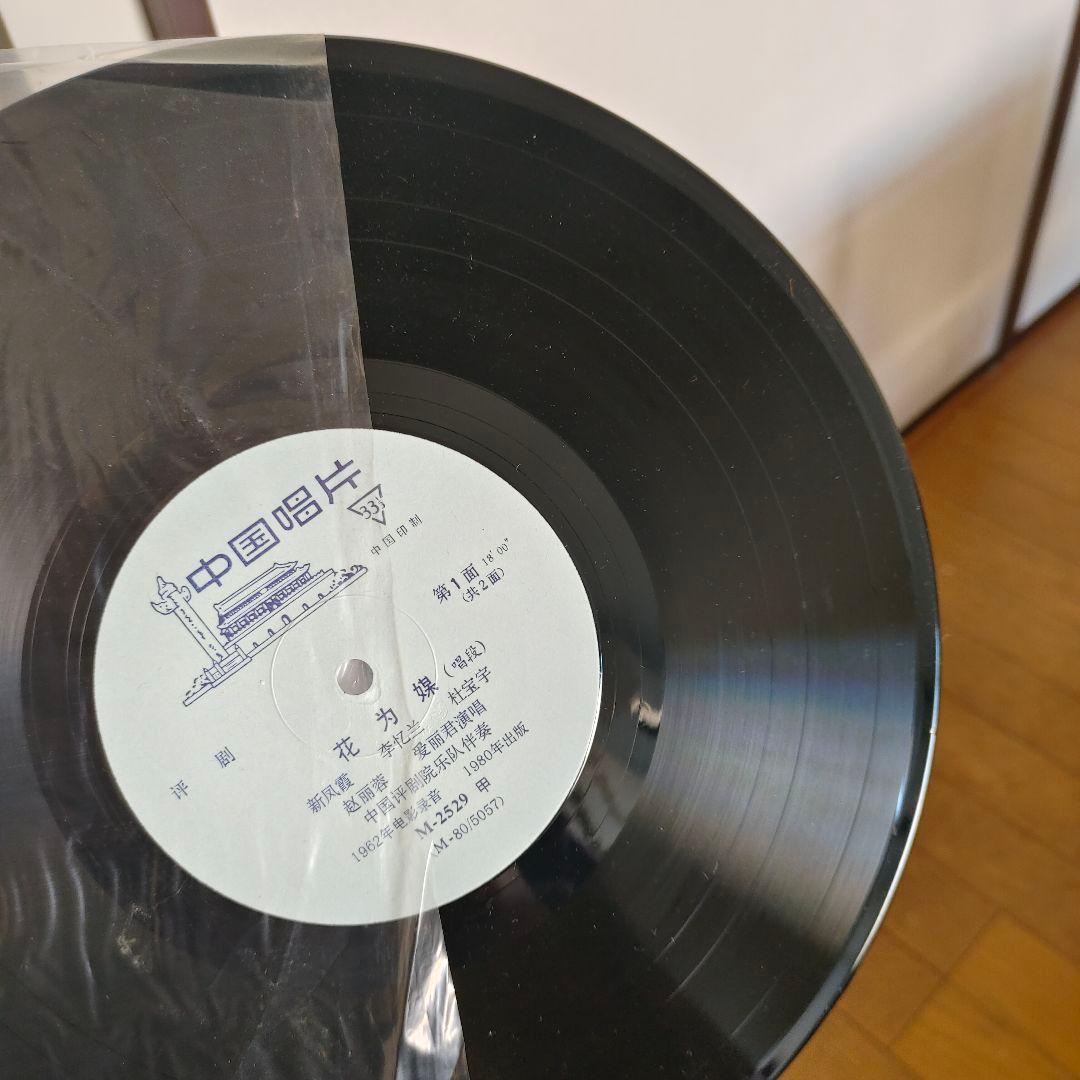 中国唱片
33⅓
中国印制
第1面 18′00″
(共2面)
评剧
花为媒(唱段)
新凤霞 李忆兰 杜宝宇
赵丽蓉 爱丽君演唱
中国评剧院乐队伴奏
1962年电影录音 1980年出版
M-2529 甲
(M-80/5057)